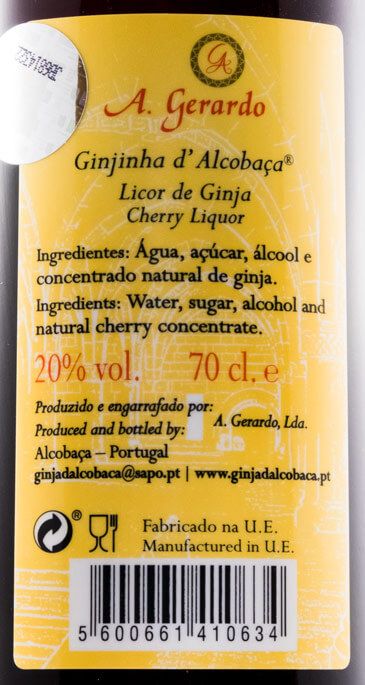 GA
A. Gerardo
Ginjinha d'Alcobaça®
Licor de Ginja
Cherry Liquor
Ingredientes: Água, açúcar, álcool e
concentrado natural de ginja.
Ingredients: Water, sugar, alcohol and
natural cherry concentrate.
20% vol. 70 cl. e
Produzido e engarrafado por:
Produced and bottled by: A. Gerardo, Lda.
Alcobaça – Portugal
ginjadalcobaca@sapo.pt | www.ginjadalcobaca.pt
®
Fabricado na U.E.
Manufactured in U.E.
5 600661 410634